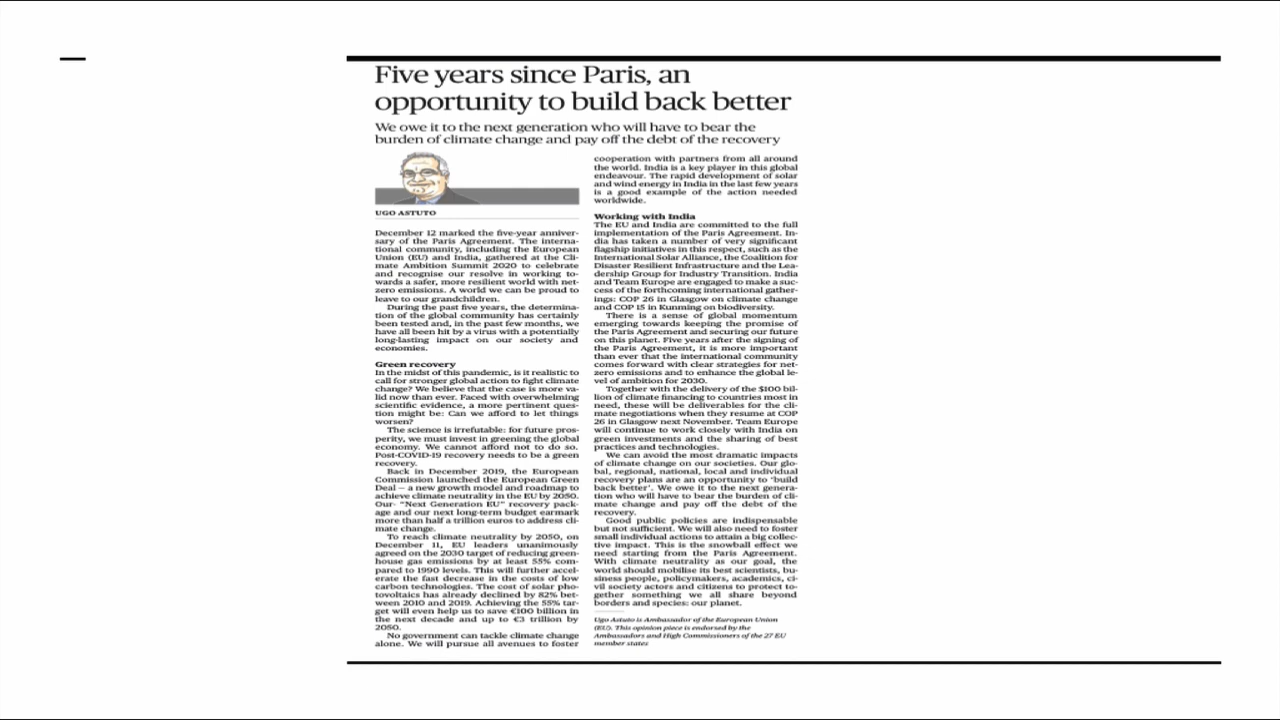 Five years since Paris, an
opportunity to build back better
We owe it to the next generation who will have to bear the
burden of climate change and pay off the debt of the recovery
UGO ASTUTO
December 12 marked the five-year anniver-
sary of the Paris Agreement. The interna-
tional community, including the European
Union (EU) and India, gathered at the Cli-
mate Ambition Summit 2020 to celebrate
and recognise our resolve in working to-
wards a safer, more resilient world with net-
zero emissions. A world we can be proud to
leave to our grandchildren.
During the past five years, the determina-
tion of the global community has certainly
been tested and, in the past few months, we
have all been hit by a virus with a potentially
long-lasting impact on our society and
economies.
Green recovery
In the midst of this pandemic, is it realistic to
call for stronger global action to fight climate
change? We believe that the case is more va-
lid now than ever. Faced with overwhelming
scientific evidence, a more pertinent ques-
tion might be: Can we afford to let things
worsen?
The science is irrefutable: for future pros-
perity, we must invest in greening the global
economy. We cannot afford not to do so.
Post-COVID-19 recovery needs to be a green
recovery.
Back in December 2019, the European
Commission launched the European Green
Deal — a new growth model and roadmap to
achieve climate neutrality in the EU by 2050.
Our- “Next Generation EU” recovery pack-
age and our next long-term budget earmark
more than half a trillion euros to address cli-
mate change.
To reach climate neutrality by 2050, on
December 11, EU leaders unanimously
agreed on the 2030 target of reducing green-
house gas emissions by at least 55% com-
pared to 1990 levels. This will further accel-
erate the fast decrease in the costs of low
carbon technologies. The cost of solar pho-
tovoltaics has already declined by 82% bet-
ween 2010 and 2019. Achieving the 55% tar-
get will even help us to save €100 billion in
the next decade and up to €3 trillion by
2050.
No government can tackle climate change
alone. We will pursue all avenues to foster
cooperation with partners from all around
the world. India is a key player in this global
endeavour. The rapid development of solar
and wind energy in India in the last few years
is a good example of the action needed
worldwide.
Working with India
The EU and India are committed to the full
implementation of the Paris Agreement. In-
dia has taken a number of very significant
flagship initiatives in this respect, such as the
International Solar Alliance, the Coalition for
Disaster Resilient Infrastructure and the Lea-
dership Group for Industry Transition. India
and Team Europe are engaged to make a suc-
cess of the forthcoming international gather-
ings: COP 26 in Glasgow on climate change
and COP 15 in Kunming on biodiversity.
There is a sense of global momentum
emerging towards keeping the promise of
the Paris Agreement and securing our future
on this planet. Five years after the signing of
the Paris Agreement, it is more important
than ever that the international community
comes forward with clear strategies for net-
zero emissions and to enhance the global le-
vel of ambition for 2030.
Together with the delivery of the $100 bil-
lion of climate financing to countries most in
need, these will be deliverables for the cli-
mate negotiations when they resume at COP
26 in Glasgow next November. Team Europe
will continue to work closely with India on
green investments and the sharing of best
practices and technologies.
We can avoid the most dramatic impacts
of climate change on our societies. Our glo-
bal, regional, national, local and individual
recovery plans are an opportunity to ‘build
back better’. We owe it to the next genera-
tion who will have to bear the burden of cli-
mate change and pay off the debt of the
recovery.
Good public policies are indispensable
but not sufficient. We will also need to foster
small individual actions to attain a big collec-
tive impact. This is the snowball effect we
need starting from the Paris Agreement.
With climate neutrality as our goal, the
world should mobilise its best scientists, bu-
siness people, policymakers, academics, ci-
vil society actors and citizens to protect to-
gether something we all share beyond
borders and species: our planet.
Ugo Astuto is Ambassador of the European Union
(EU). This opinion piece is endorsed by the
Ambassadors and High Commissioners of the 27 EU
member states